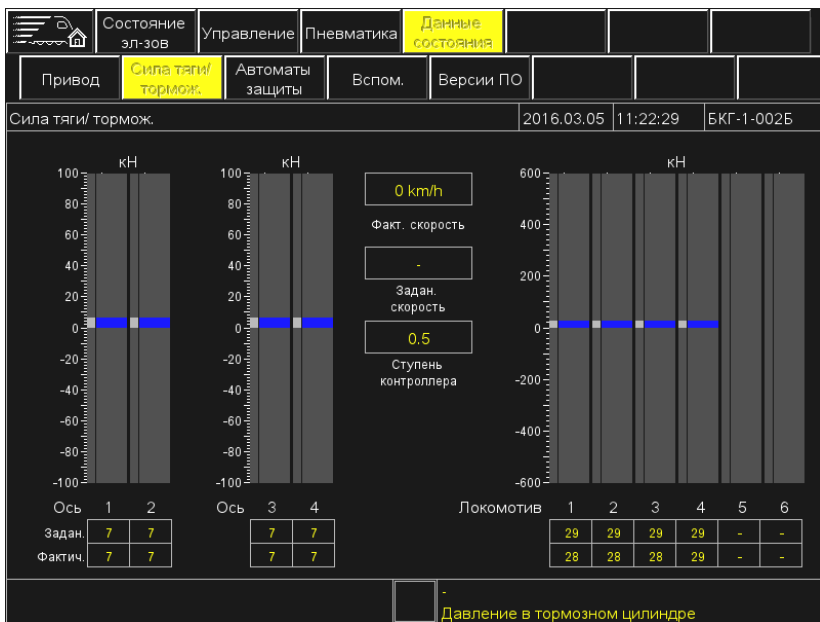 Состояние эл-зов
Управление
Пневматика
Данные состояния
Привод
Сила тяги/ тормож.
Автоматы защиты
Вспом.
Версии ПО
Сила тяги/ тормож.
2016.03.05
11:22:29
БКГ-1-002Б
кН
100
80
60
40
20
0
-20
-40
-60
-80
-100
кН
100
80
60
40
20
0
-20
-40
-60
-80
-100
0 km/h
Факт. скорость
-
Задан.
скорость
0.5
Ступень
контроллера
кН
600
400
200
0
-200
-400
-600
Ось 1 2
Ось 3 4
Локомотив 1 2 3 4 5 6
Задан. 7 7 7 7 29 29 29 29 - -
Фактич. 7 7 7 7 28 28 28 29 - -
-
Давление в тормозном цилиндре